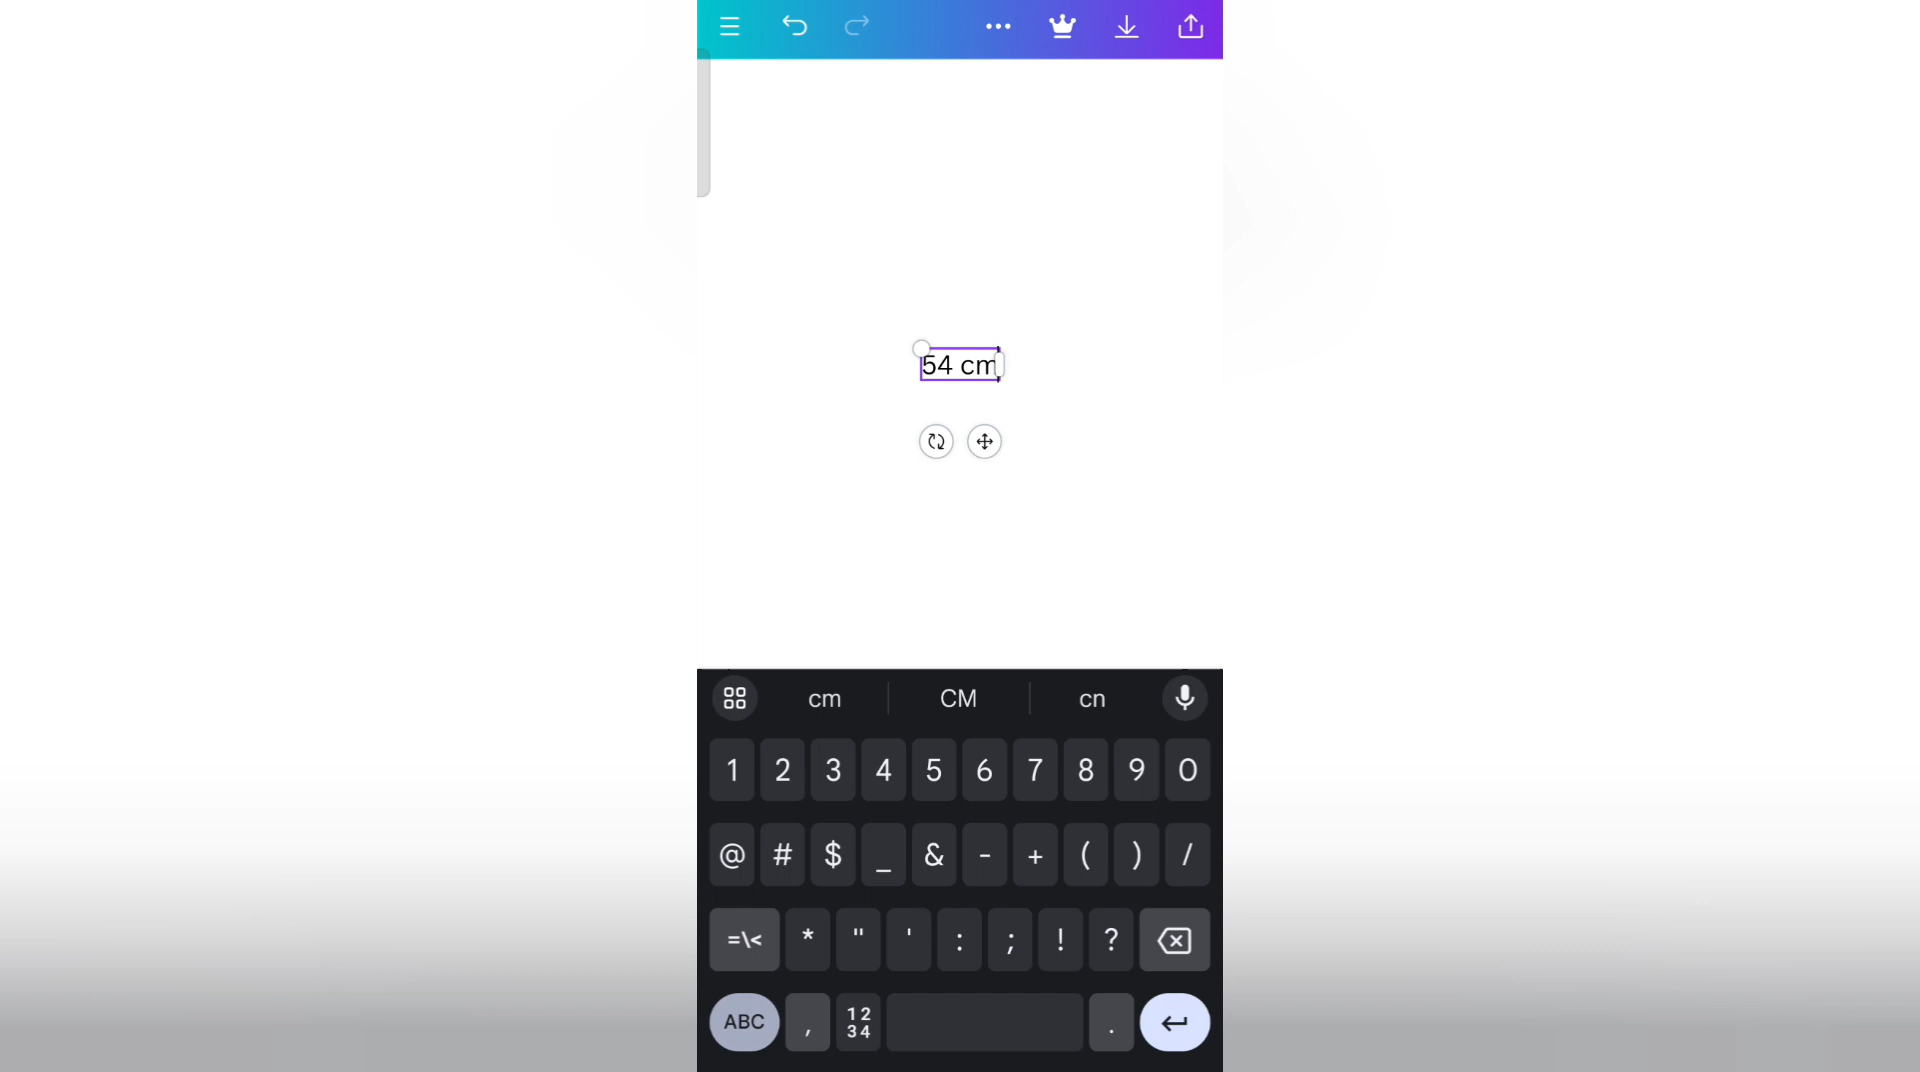 54 cm
cm CM cn
1 2 3 4 5 6 7 8 9 0
@ # $ _ & - + ( ) /
=\< * " ' : ; ! ?
ABC , 12 34 .